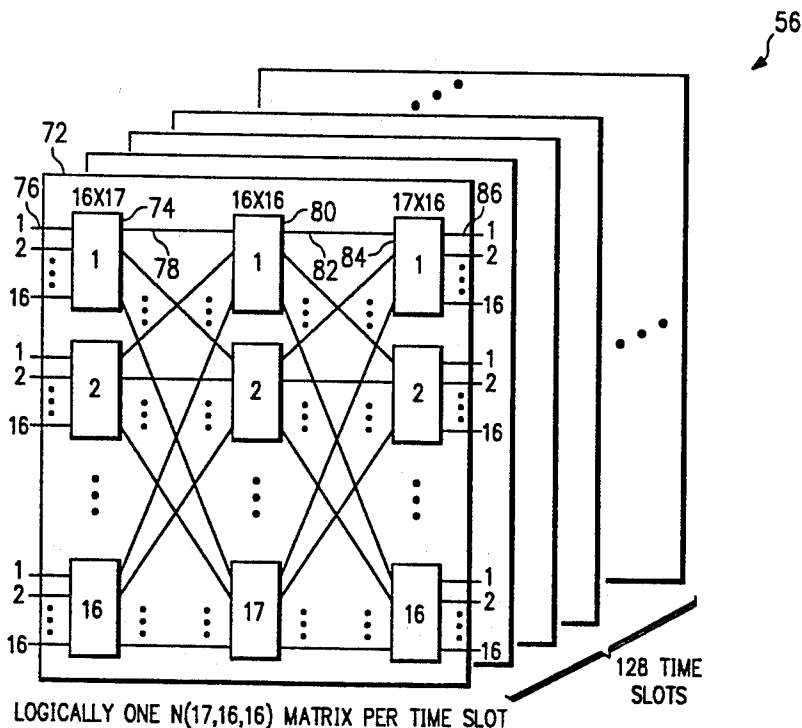 56
72
76 16X17 74 16X16 80 17X16 86
1 1 78 1 82 84 1 1
2 2
16 16
1 1
2 2 2 2 2
16 16
1 1
2 16 17 16 2
16 16
128 TIME
SLOTS
LOGICALLY ONE N(17,16,16) MATRIX PER TIME SLOT